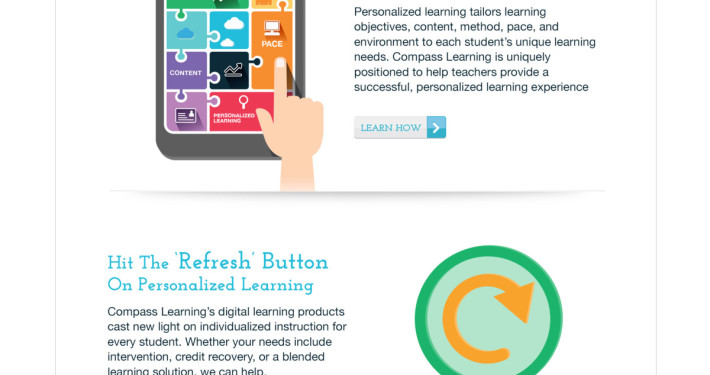 PACE
CONTENT
PERSONALIZED
LEARNING
Personalized learning tailors learning
objectives, content, method, pace, and
environment to each student's unique learning
needs. Compass Learning is uniquely
positioned to help teachers provide a
successful, personalized learning experience
LEARN HOW
Hit The 'Refresh' Button
On Personalized Learning
Compass Learning's digital learning products
cast new light on individualized instruction for
every student. Whether your needs include
intervention, credit recovery, or a blended
learning solution, we can help.